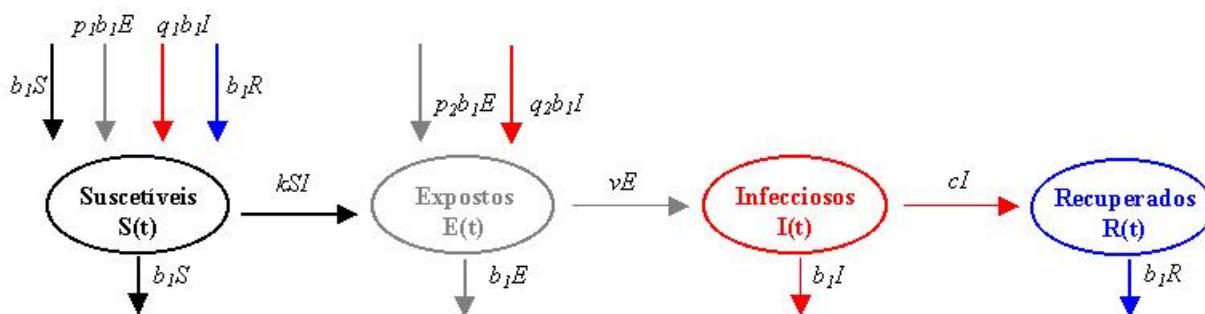 p₁b₁E q₁b₁I
b₁S b₁R p₂b₁E q₂b₁I
Suscetíveis
S(t)
kSI
Expostos
E(t)
vE
Infecciosos
I(t)
cI
Recuperados
R(t)
b₁S b₁E b₁I b₁R